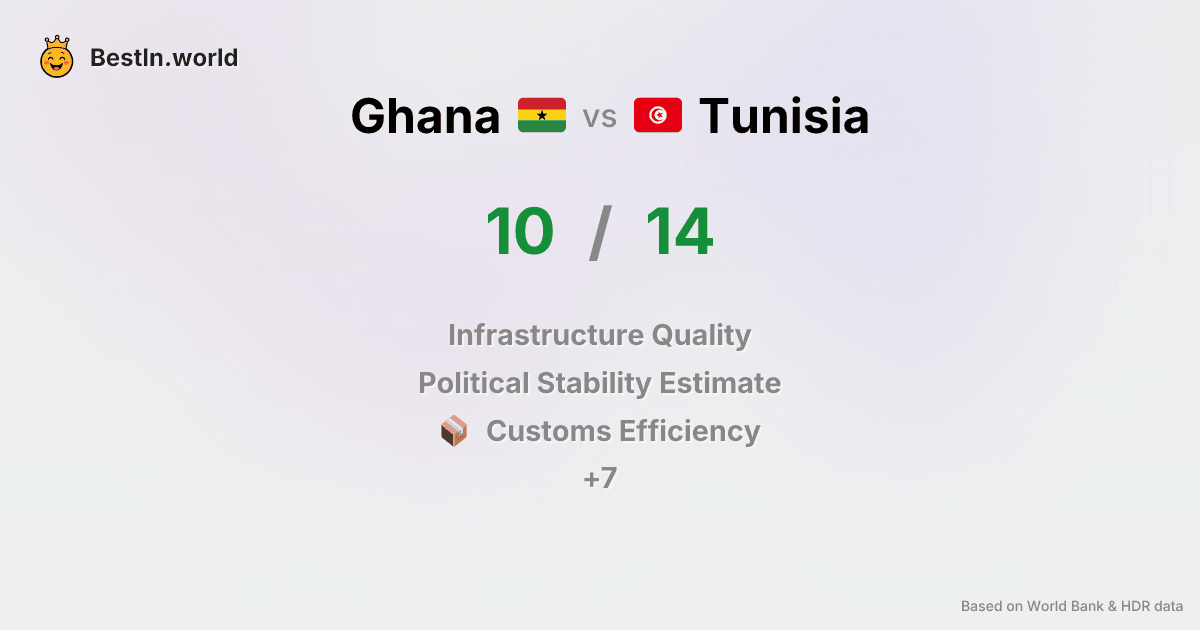 BestIn.world
Ghana vs Tunisia
10 / 14
Infrastructure Quality
Political Stability Estimate
Customs Efficiency
+7
Based on World Bank & HDR data